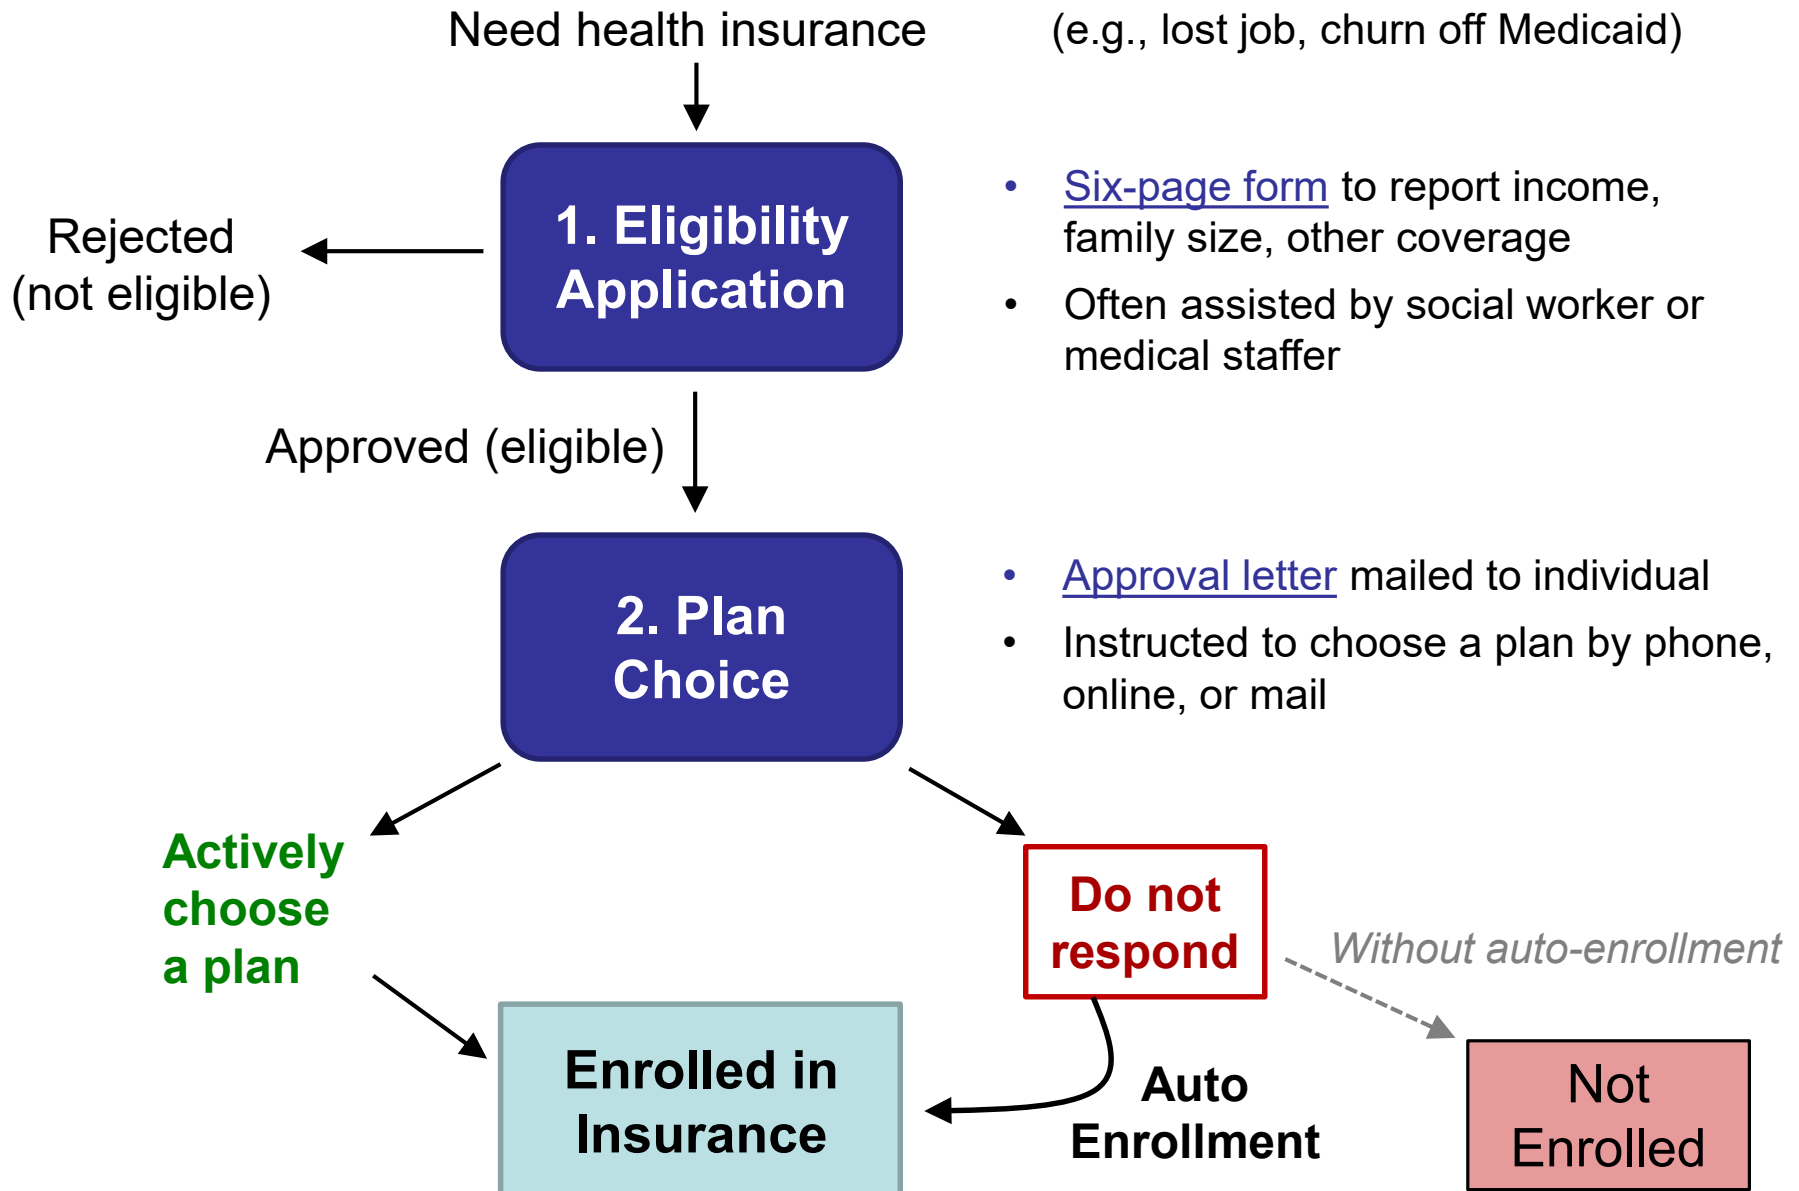 Need health insurance
(e.g., lost job, churn off Medicaid)
1. Eligibility
Application
• Six-page form to report income,
family size, other coverage
• Often assisted by social worker or
medical staffer
Rejected
(not eligible)
Approved (eligible)
2. Plan
Choice
• Approval letter mailed to individual
• Instructed to choose a plan by phone,
online, or mail
Actively
choose
a plan
Do not
respond
Without auto-enrollment
Enrolled in
Insurance
Auto
Enrollment
Not
Enrolled